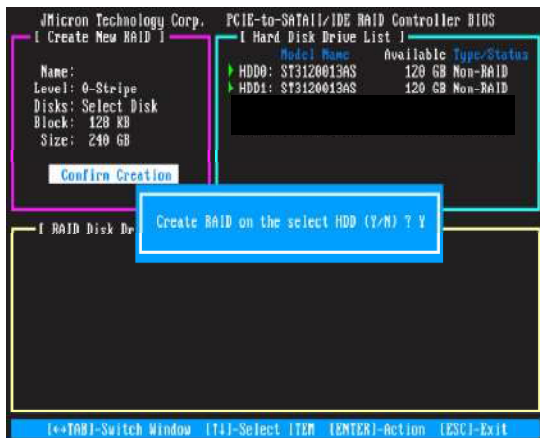 JMicron Technology Corp. PCIE-to-SATAII/IDE RAID Controller BIOS
[ Create New RAID ]
Name:
Level: 0-Stripe
Disks: Select Disk
Block: 128 KB
Size: 240 GB
Confirm Creation
[ Hard Disk Drive List ]
Model Name Available Type/Status
HDD0: ST3120013AS 120 GB Non-RAID
HDD1: ST3120013AS 120 GB Non-RAID
Create RAID on the select HDD (Y/N) ? Y
[ RAID Disk Dr
[↔TAB]-Switch Window [↑↓]-Select ITEM [ENTER]-Action [ESC]-Exit